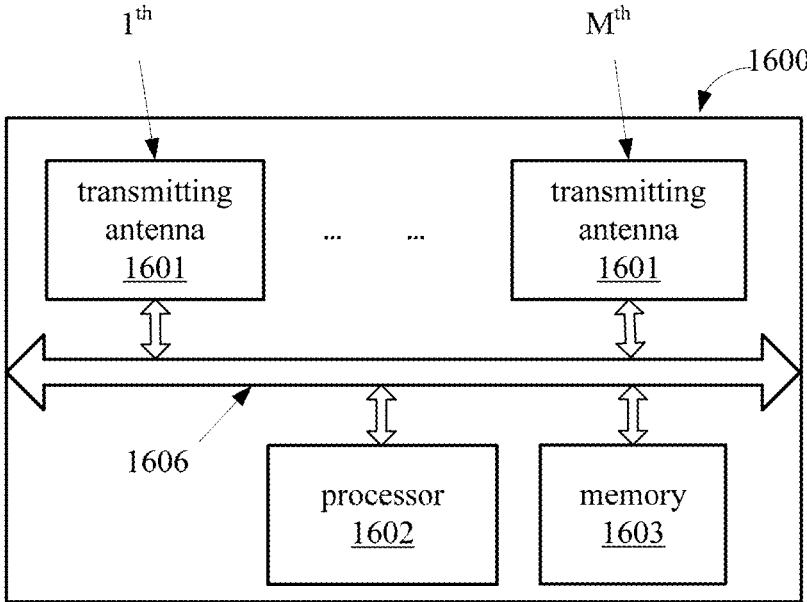 1th
Mth
1600
transmitting
antenna
1601
... ...
transmitting
antenna
1601
1606
processor
1602
memory
1603